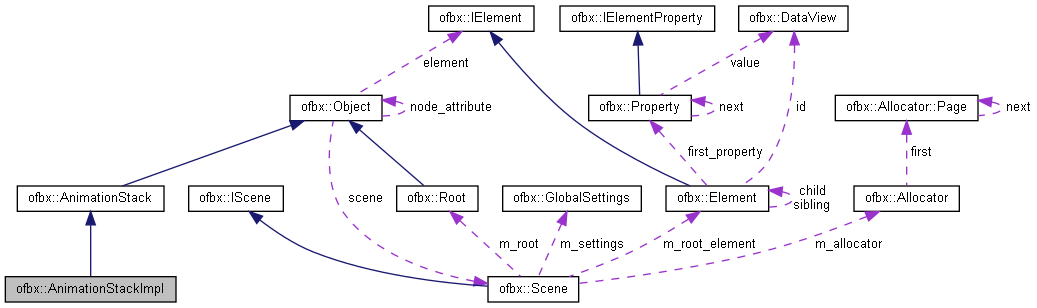 ofbx::IElement
ofbx::IElementProperty
ofbx::DataView
element
value
ofbx::Object
node_attribute
ofbx::Property
next
id
ofbx::Allocator::Page
next
first_property
first
ofbx::AnimationStack
ofbx::IScene
scene
ofbx::Root
ofbx::GlobalSettings
ofbx::Element
child
sibling
ofbx::Allocator
m_root
m_settings
m_root_element
m_allocator
ofbx::AnimationStackImpl
ofbx::Scene